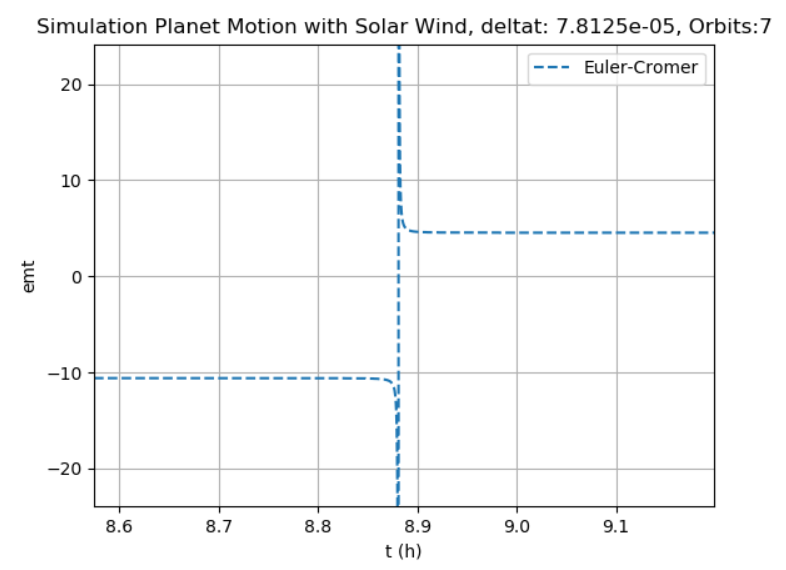 Simulation Planet Motion with Solar Wind, deltat: 7.8125e-05, Orbits:7
Euler-Cromer
20
10
0
−10
−20
emt
8.6 8.7 8.8 8.9 9.0 9.1
t (h)